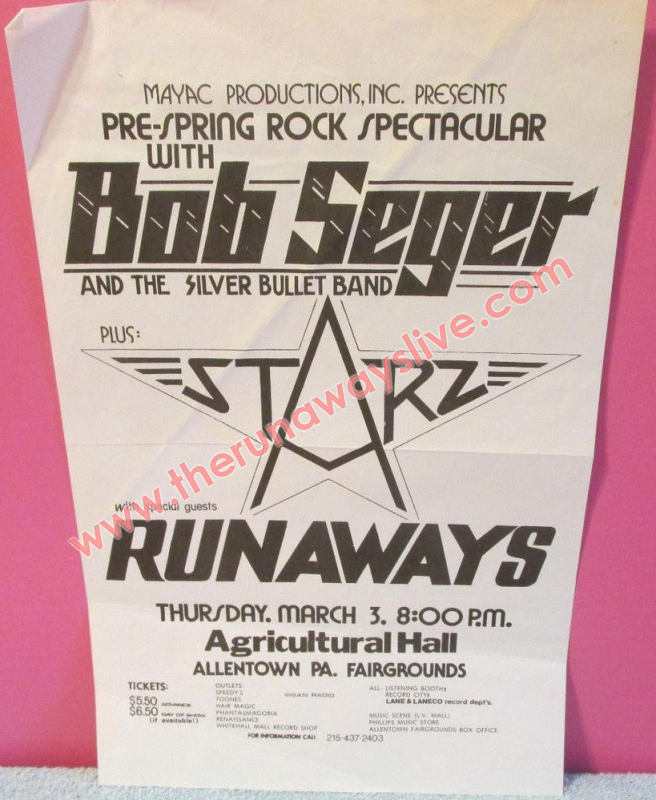 MAYAC PRODUCTIONS, INC. PRESENTS
PRE-SPRING ROCK SPECTACULAR
WITH
Bob Seger
AND THE SILVER BULLET BAND
PLUS:
STARZ
www.therunawayslive.com
with special guests
RUNAWAYS
THURSDAY. MARCH 3. 8:00 P.M.
Agricultural Hall
ALLENTOWN PA. FAIRGROUNDS
TICKETS:
$5.50 ADVANCE
$6.50 DAY OF SHOW
(if available!)
OUTLETS:
SPEEDY'S
TOONES
HAIR MAGIC
PHANTASMAGORIA
RENAISSANCE
WHITEHALL MALL RECORD SHOP
WSAN RADIO
ALL LISTENING BOOTHS
RECORD CITYS
LANE & LANECO record dept's.
MUSIC SCENE (L.V. MALL)
PHILLIPS MUSIC STORE
ALLENTOWN FAIRGROUNDS BOX OFFICE
FOR INFORMATION CALL 215-437-2403